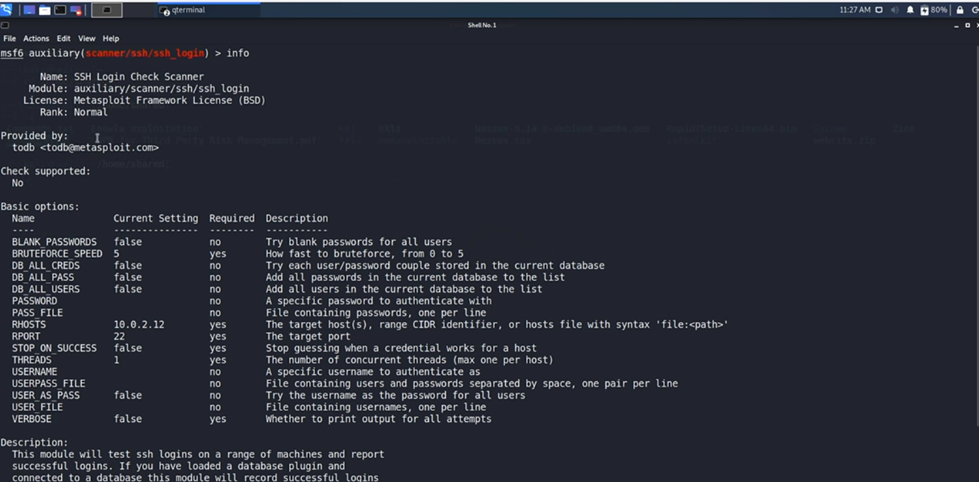 qterminal
11:27 AM
80%
Shell No. 1
File Actions Edit View Help
msf6 auxiliary(scanner/ssh/ssh_login) > info
Name: SSH Login Check Scanner
Module: auxiliary/scanner/ssh/ssh_login
License: Metasploit Framework License (BSD)
Rank: Normal
Provided by:
todb <todb@metasploit.com>
Check supported:
No
Basic options:
Name Current Setting Required Description
---- --------------- -------- -----------
BLANK_PASSWORDS false no Try blank passwords for all users
BRUTEFORCE_SPEED 5 yes How fast to bruteforce, from 0 to 5
DB_ALL_CREDS false no Try each user/password couple stored in the current database
DB_ALL_PASS false no Add all passwords in the current database to the list
DB_ALL_USERS false no Add all users in the current database to the list
PASSWORD no A specific password to authenticate with
PASS_FILE no File containing passwords, one per line
RHOSTS 10.0.2.12 yes The target host(s), range CIDR identifier, or hosts file with syntax 'file:<path>'
RPORT 22 yes The target port
STOP_ON_SUCCESS false yes Stop guessing when a credential works for a host
THREADS 1 yes The number of concurrent threads (max one per host)
USERNAME no A specific username to authenticate as
USERPASS_FILE no File containing users and passwords separated by space, one pair per line
USER_AS_PASS false no Try the username as the password for all users
USER_FILE no File containing usernames, one per line
VERBOSE false yes Whether to print output for all attempts
Description:
This module will test ssh logins on a range of machines and report
successful logins. If you have loaded a database plugin and
connected to a database this module will record successful logins